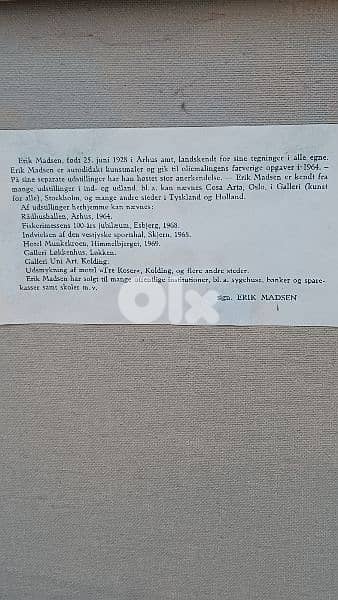 Erik Madsen, født 25. juni 1928 i Århus amt, landskendt for sine tegninger i alle egne.
Erik Madsen er autodidakt kunstmaler og gik til oliemalingens farverige opgaver i 1964. –
På sine separate udstillinger har han høstet stor anerkendelse. — Erik Madsen er kendt fra
mange udstillinger i ind- og udland. bl. a. kan nævnes Cosa Arta, Oslo, i Galleri (kunst
for alle), Stockholm, og mange andre steder i Tyskland og Holland.
Af udstillinger herhjemme kan nævnes:
Rådhushallen, Århus, 1964.
Fiskerimessens 100-års jubilæum, Esbjerg, 1968.
Indvielsen af den vestjyske sportshal, Skjern, 1965.
Hotel Munkekroen, Himmelbjerget, 1969.
Galleri Løkkenhus, Løkken.
Galleri Uni Art, Kolding.
Udsmykning af motel »Tre Roser«, Kolding, og flere andre steder.
Erik Madsen har solgt til mange offentlige institutioner, bl. a. sygehuse, banker og spare-
kasser samt skoler m. v.
sign. ERIK MADSEN
OLX